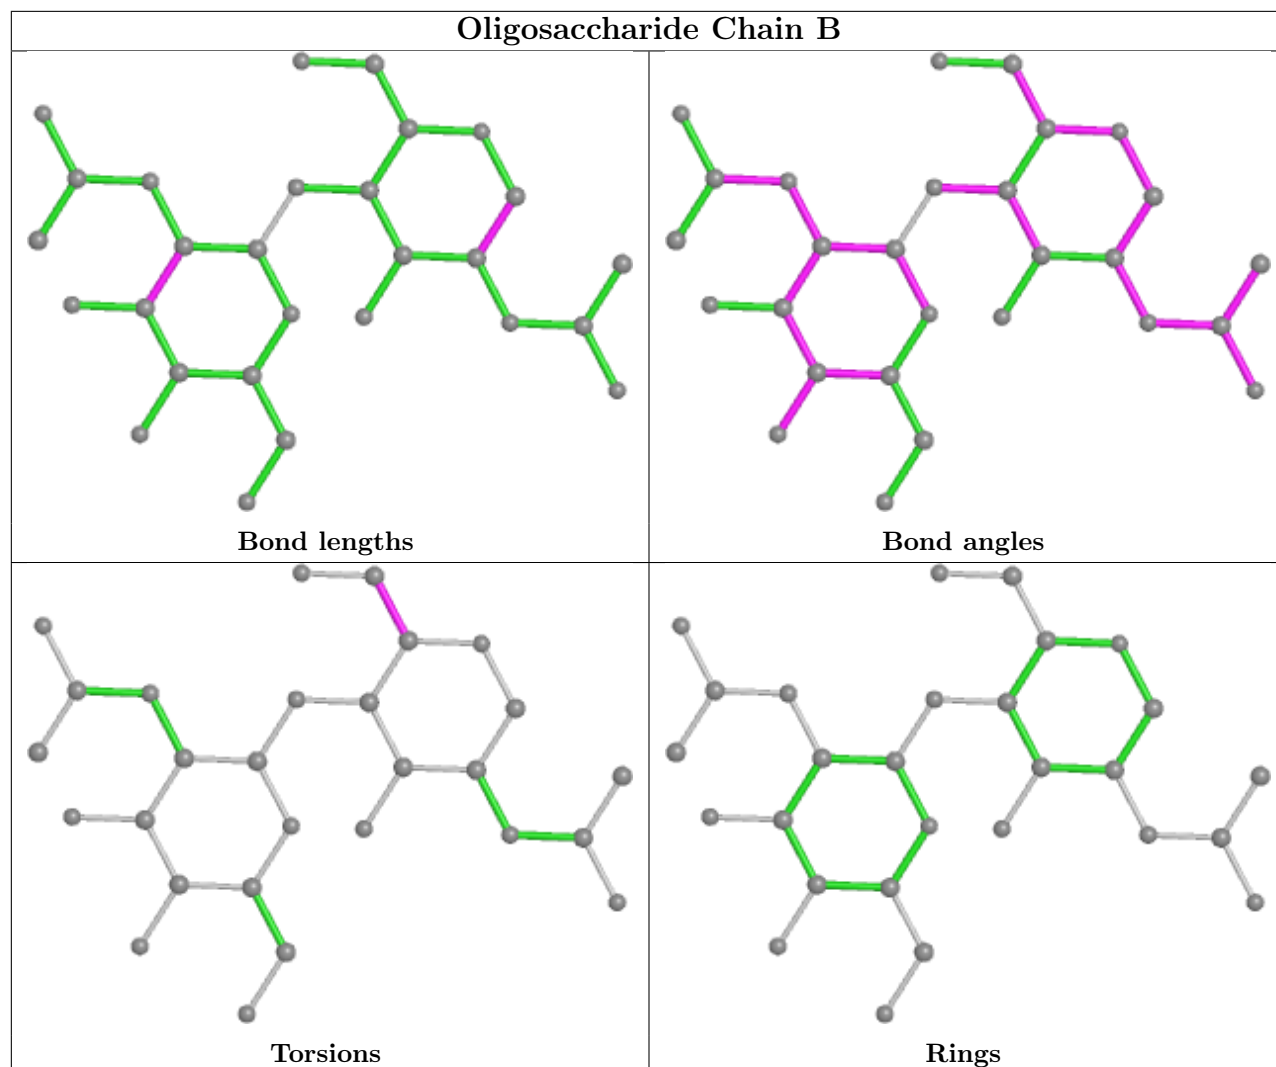 Oligosaccharide Chain B
Bond lengths
Bond angles
Torsions
Rings